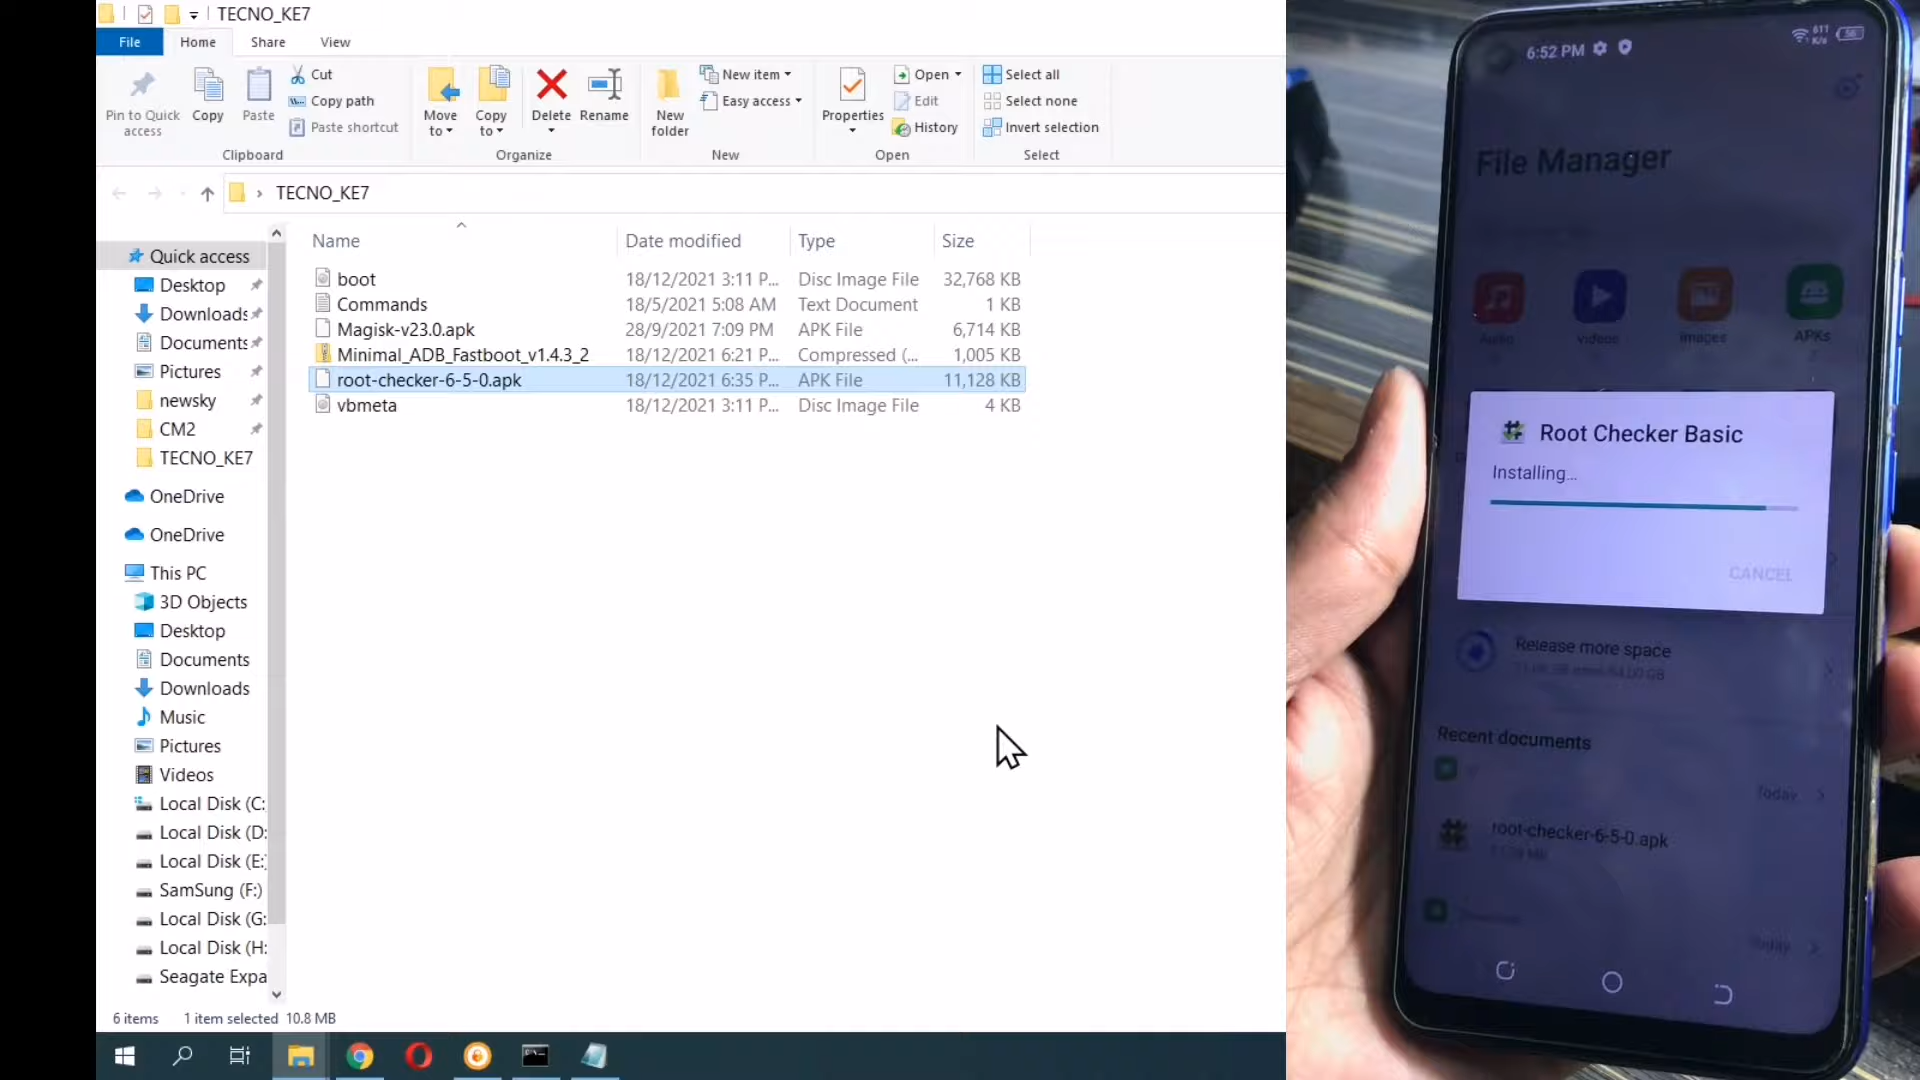 TECNO_KE7
File
Home
Share
View
Pin to Quick access
Copy
Paste
Cut
Copy path
Paste shortcut
Clipboard
Move to
Copy to
Delete
Rename
Organize
New folder
New item
Easy access
New
Properties
Open
Edit
History
Open
Select all
Select none
Invert selection
Select
TECNO_KE7
Name
Date modified
Type
Size
boot 18/12/2021 3:11 P... Disc Image File 32,768 KB
Commands 18/5/2021 5:08 AM Text Document 1 KB
Magisk-v23.0.apk 28/9/2021 7:09 PM APK File 6,714 KB
Minimal_ADB_Fastboot_v1.4.3_2 18/12/2021 6:21 P... Compressed (... 1,005 KB
root-checker-6-5-0.apk 18/12/2021 6:35 P... APK File 11,128 KB
vbmeta 18/12/2021 3:11 P... Disc Image File 4 KB
Quick access
Desktop
Downloads
Documents
Pictures
newsky
CM2
TECNO_KE7
OneDrive
OneDrive
This PC
3D Objects
Desktop
Documents
Downloads
Music
Pictures
Videos
Local Disk (C:
Local Disk (D:
Local Disk (E:
SamSung (F:)
Local Disk (G:
Local Disk (H:
Seagate Expa
6 items 1 item selected 10.8 MB
6:52 PM
File Manager
Audio
Videos
Images
APKs
Root Checker Basic
Installing...
CANCEL
Release more space
Recent documents
Today
root-checker-6-5-0.apk
Today